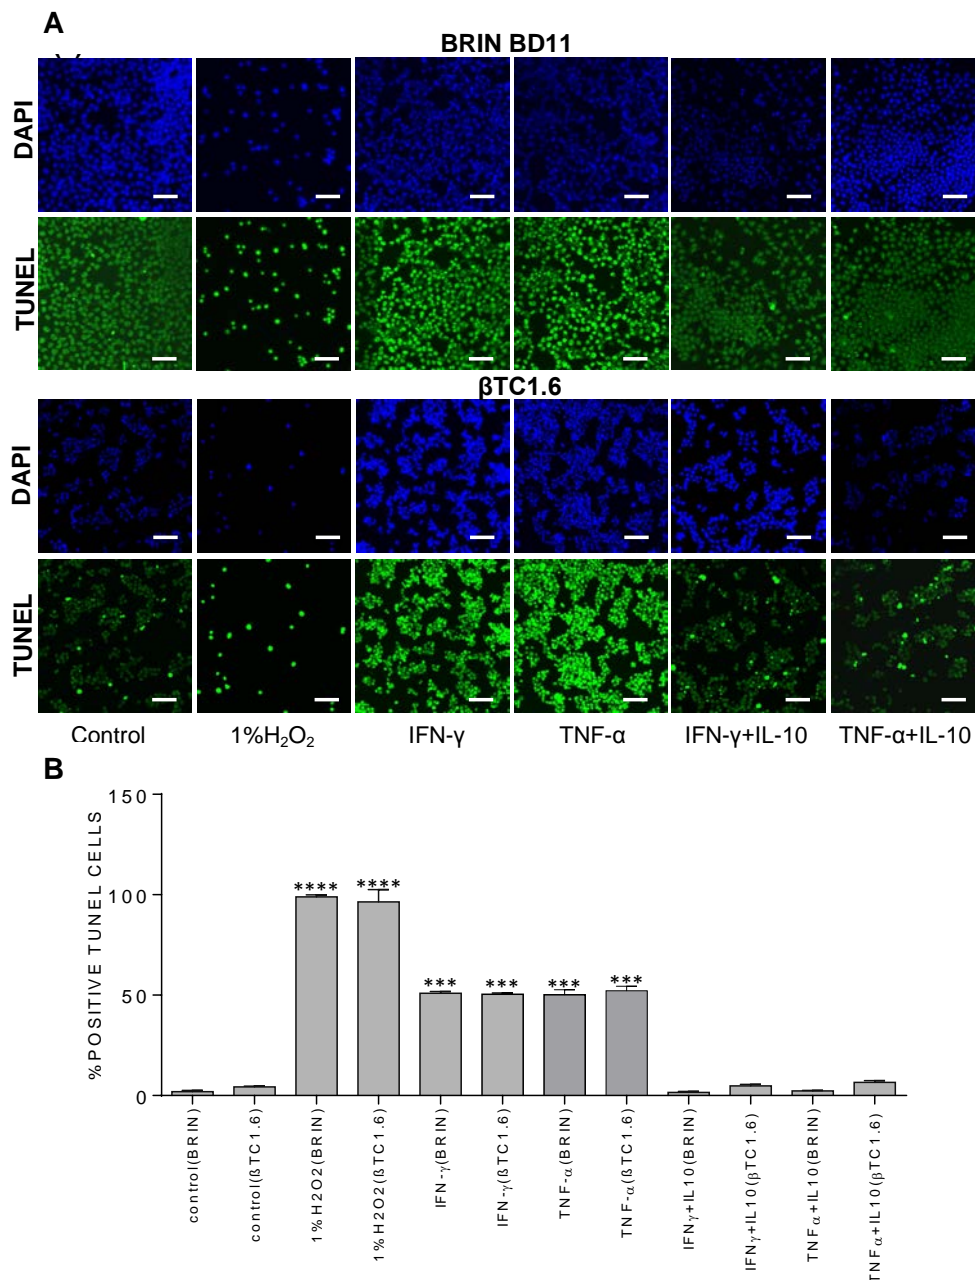 A
BRIN BD11
DAPI
TUNEL
βTC1.6
DAPI
TUNEL
Control 1%H₂O₂ IFN-γ TNF-α IFN-γ+IL-10 TNF-α+IL-10
B
%POSITIVE TUNEL CELLS
150
100
50
0
**** **** *** *** *** ***
control(BRIN)
control(ßTC1.6)
1%H2O2(BRIN)
1%H2O2(ßTC1.6)
IFN-γ(BRIN)
IFN-γ(ßTC1.6)
TNF-α(BRIN)
TNF-α(ßTC1.6)
IFNγ+IL10(BRIN)
IFNγ+IL10(βTC1.6)
TNFα+IL10(BRIN)
TNFα+IL10(βTC1.6)